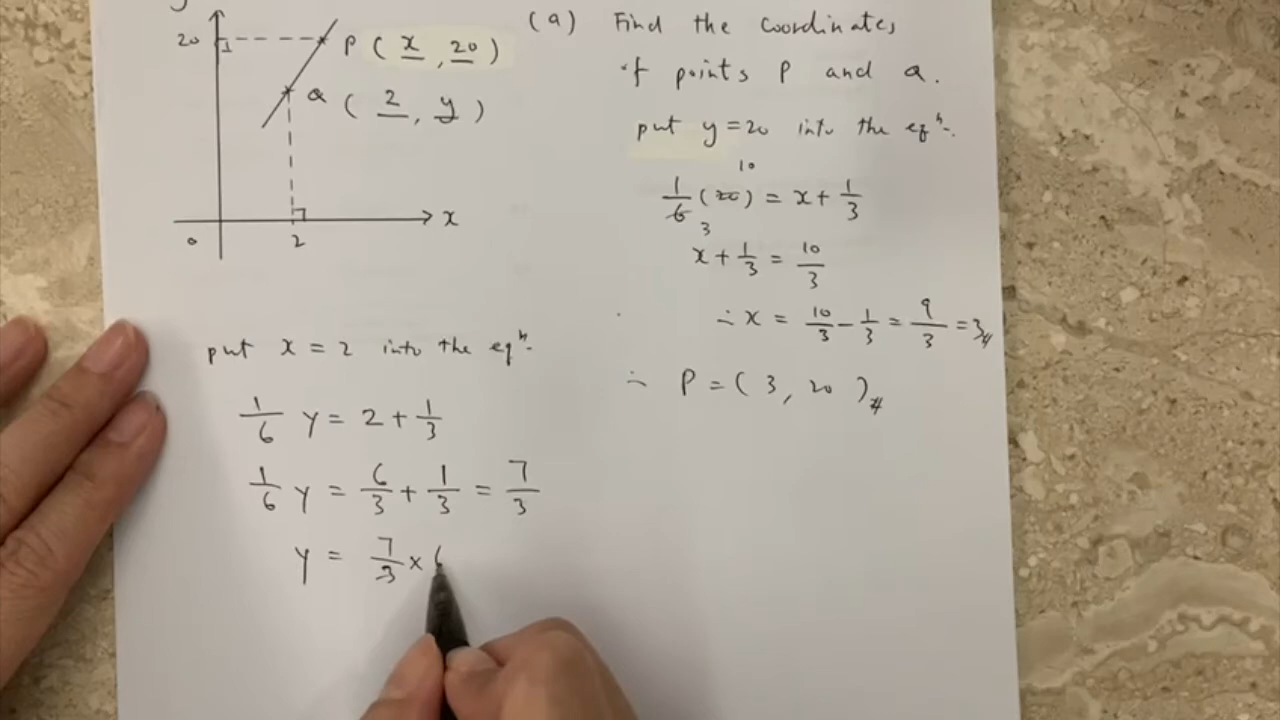 y
20
P ( x , 20 )
Q ( 2 , y )
x
0
2
(a) Find the coordinates
of points P and Q.
put y = 20 into the eqⁿ.
10
1/6 (20) = x + 1/3
3
x + 1/3 = 10/3
∴ x = 10/3 - 1/3 = 9/3 = 3
∴ P = ( 3 , 20 )
put x = 2 into the eqⁿ.
1/6 y = 2 + 1/3
1/6 y = 6/3 + 1/3 = 7/3
y = 7/3 × 6